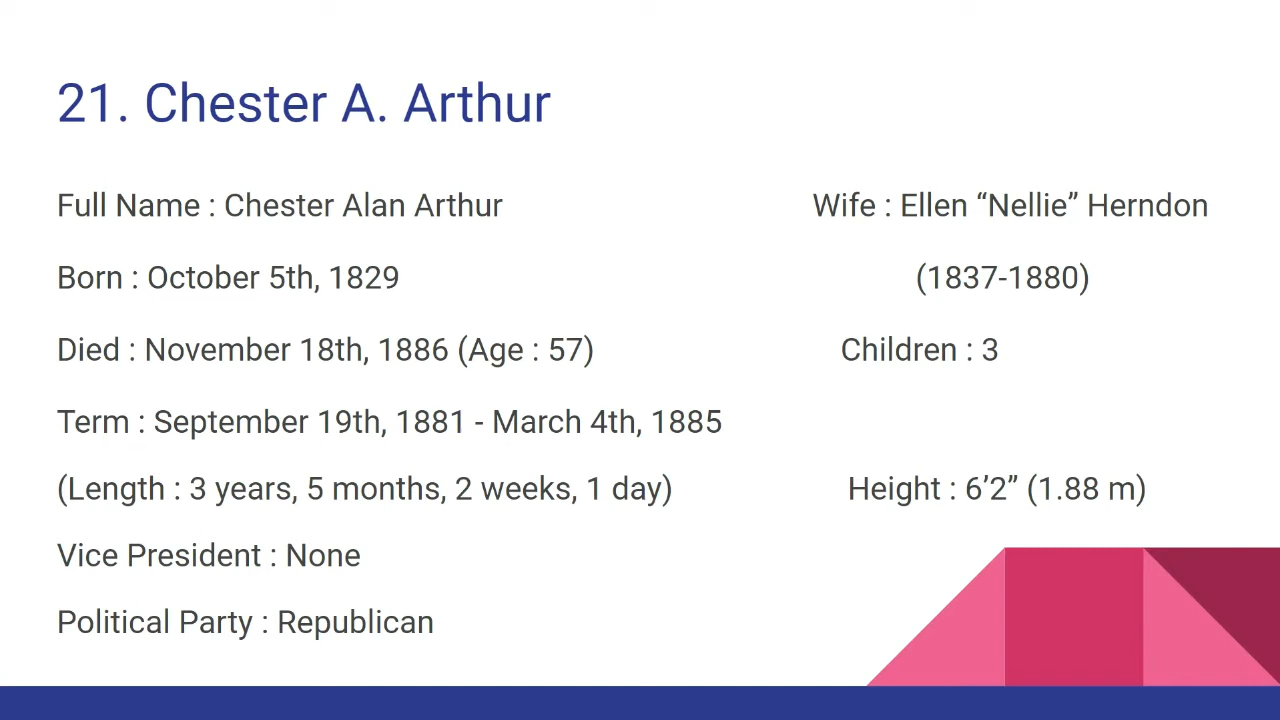 21. Chester A. Arthur
Full Name : Chester Alan Arthur
Wife : Ellen “Nellie” Herndon
Born : October 5th, 1829
(1837-1880)
Died : November 18th, 1886 (Age : 57)
Children : 3
Term : September 19th, 1881 - March 4th, 1885
(Length : 3 years, 5 months, 2 weeks, 1 day)
Height : 6’2” (1.88 m)
Vice President : None
Political Party : Republican